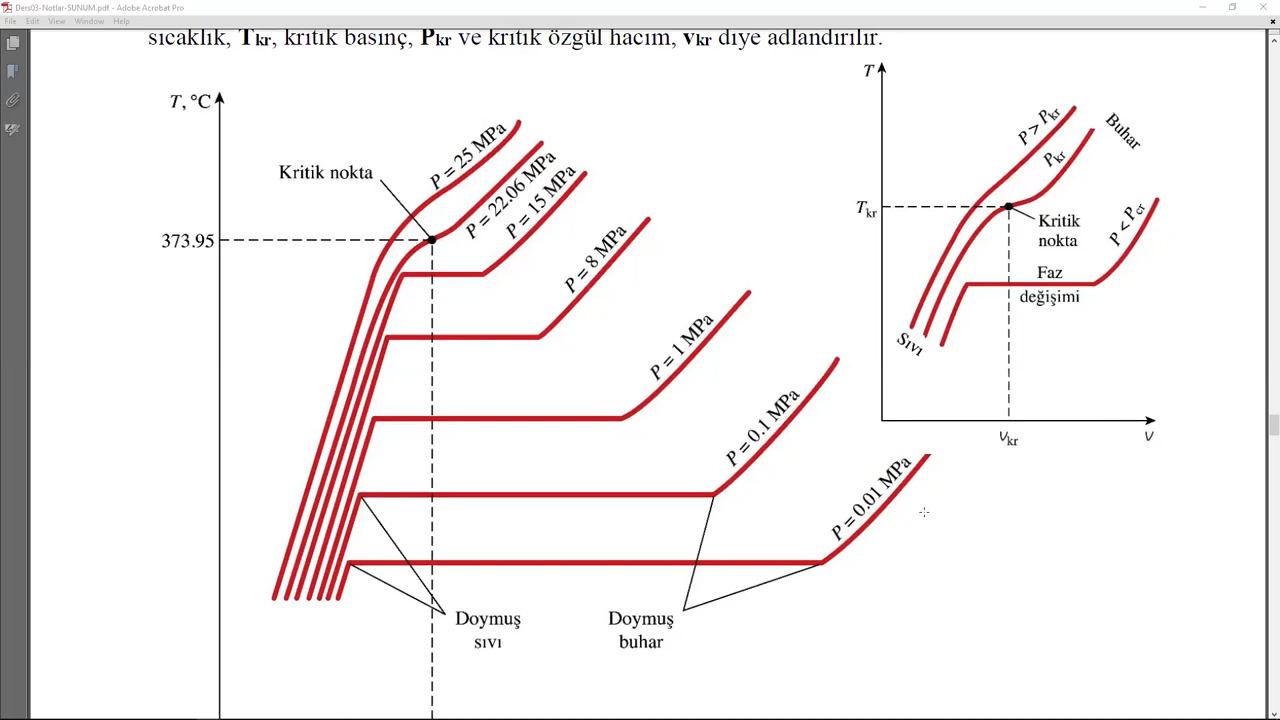 Ders03-Notlar-SUNUM.pdf - Adobe Acrobat Pro
File Edit View Window Help
sıcaklık, Tkr, kritik basınç, Pkr ve kritik özgül hacim, vkr diye adlandırılır.
T, °C
Kritik nokta
373.95
P = 25 MPa
P = 22.06 MPa
P = 15 MPa
P = 8 MPa
P = 1 MPa
P = 0.1 MPa
P = 0.01 MPa
Doymuş
sıvı
Doymuş
buhar
T
P > Pkr
Pkr
Buhar
Tkr
Kritik
nokta
P < Pcr
Faz
değişimi
Sıvı
vkr
v